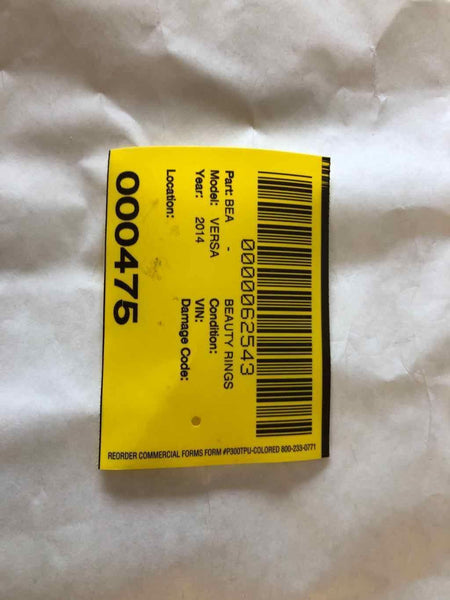 0000062543
Part: BEA - BEAUTY RINGS
Model: VERSA Condition:
Year: 2014 VIN:
Damage Code:
Location:
000475
REORDER COMMERCIAL FORMS FORM #P300TPU-COLORED 800-233-0771